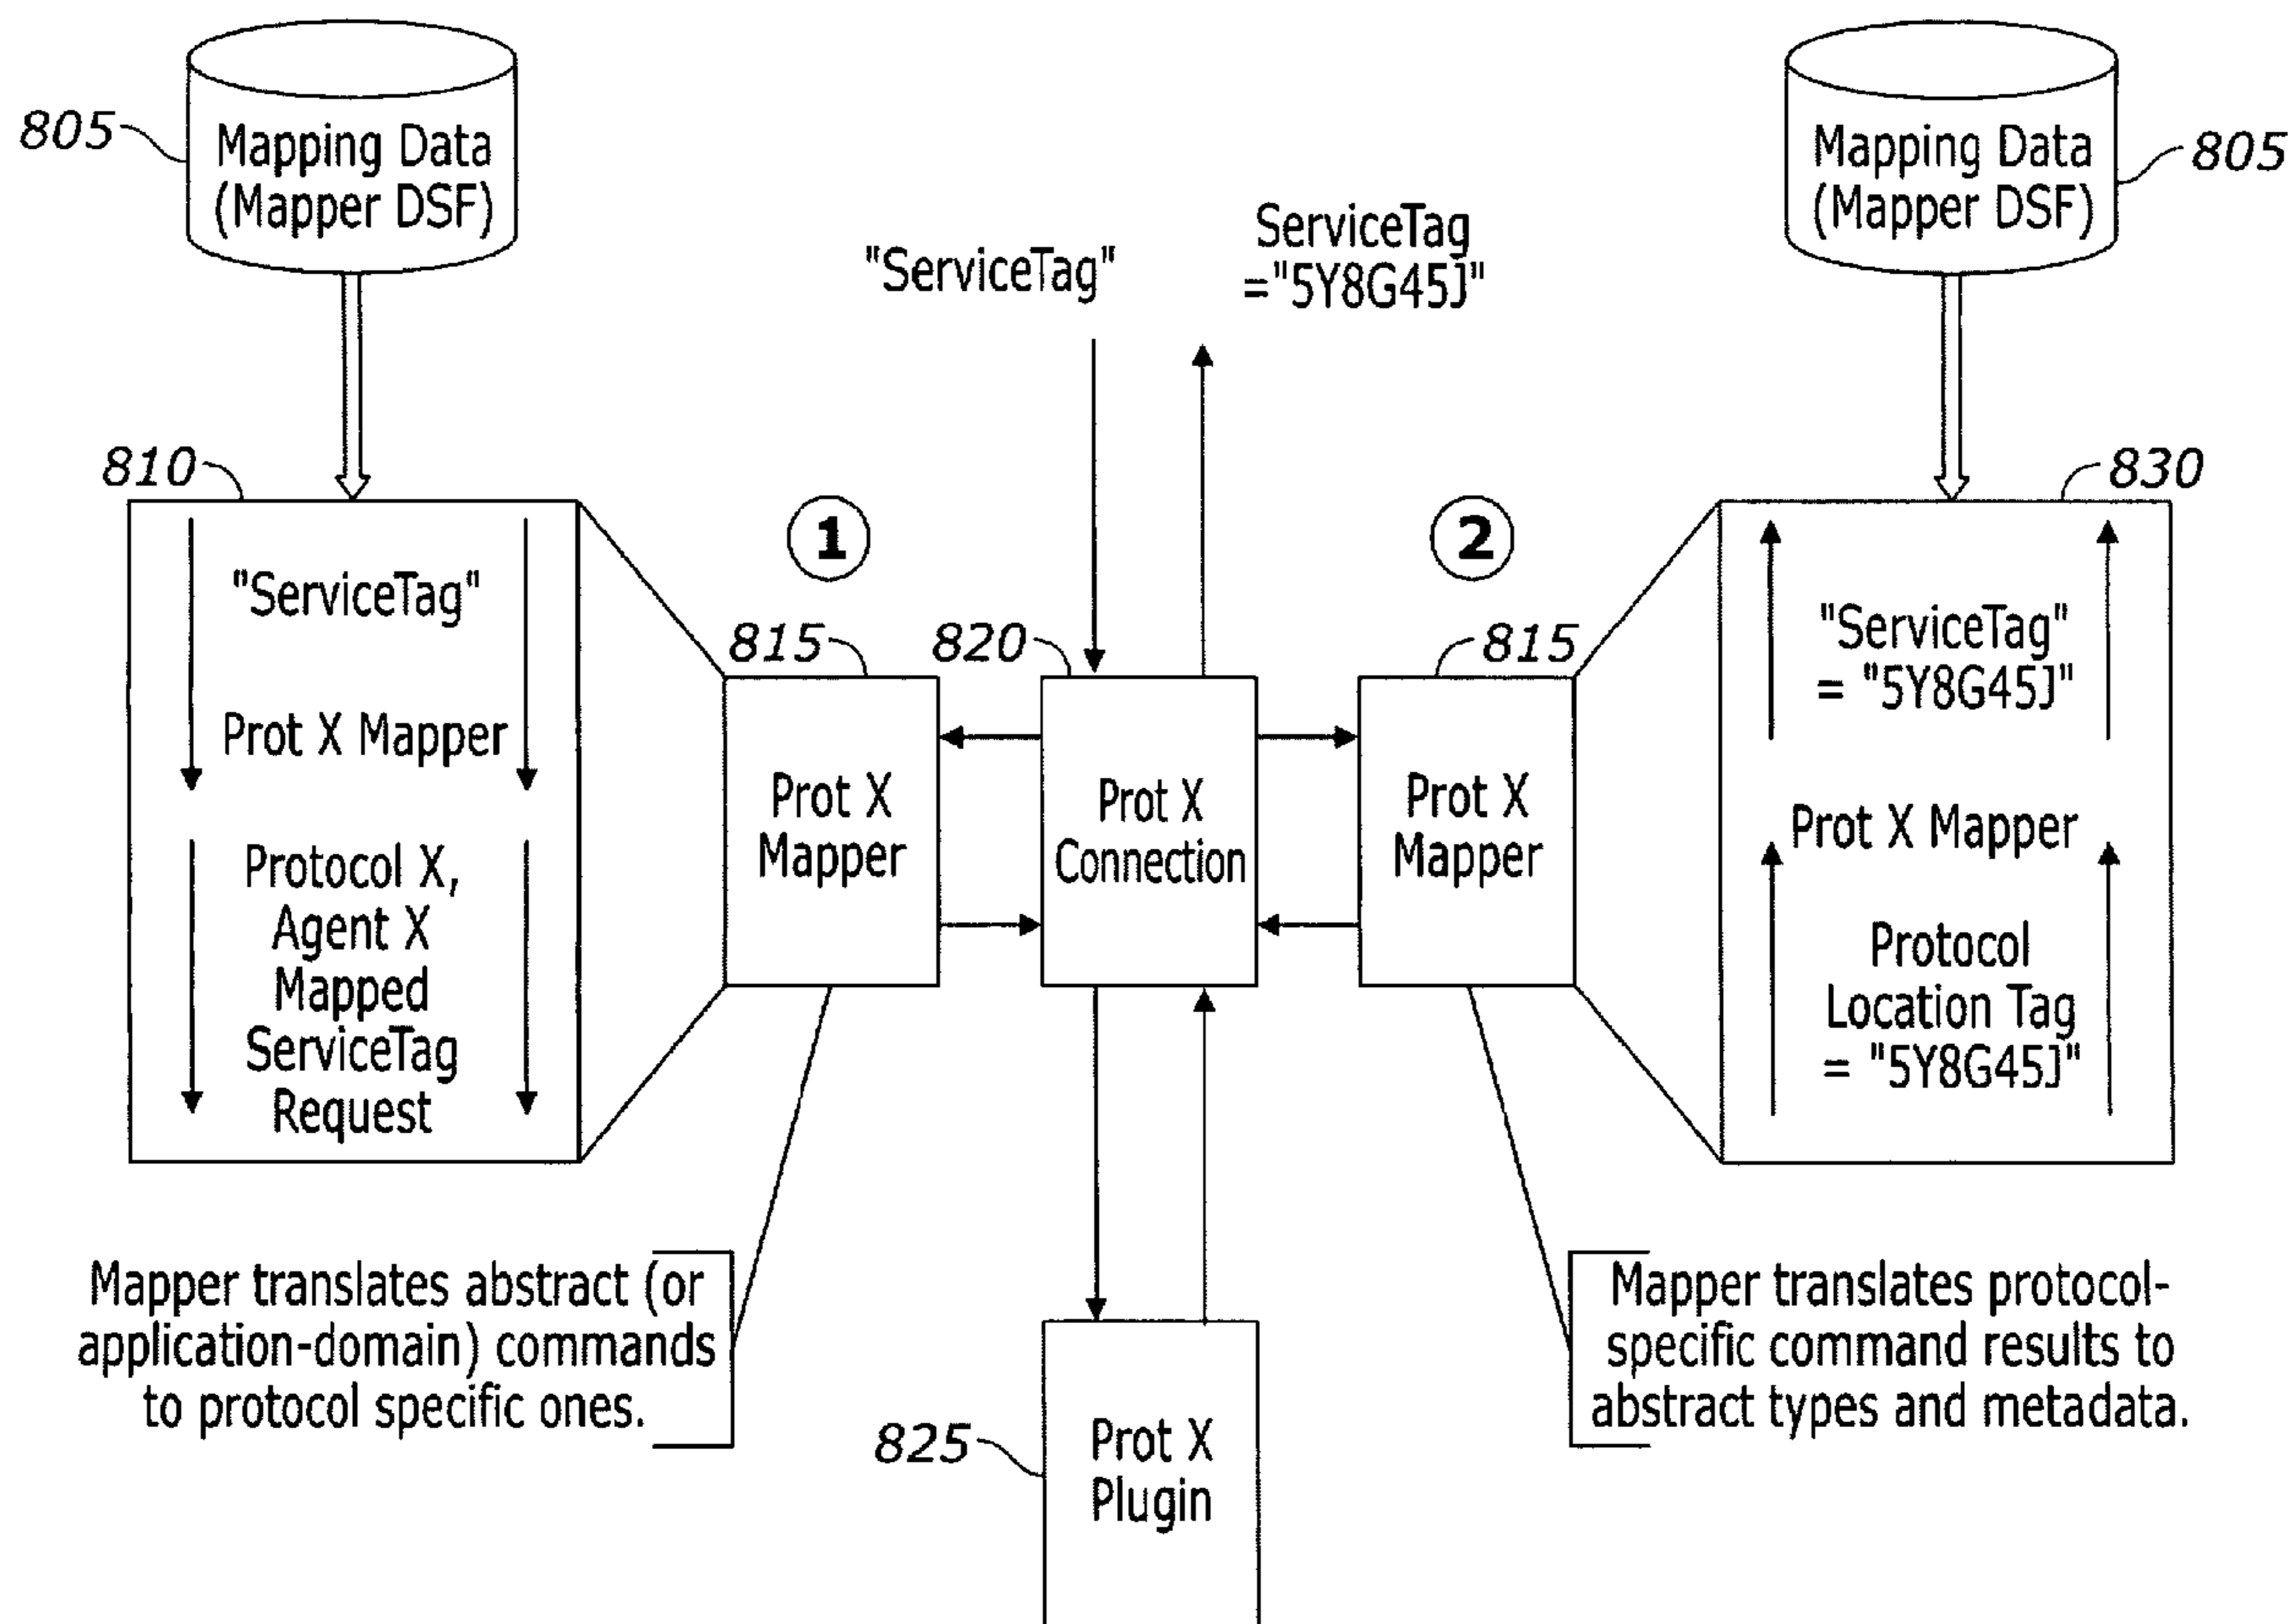 805
Mapping Data
(Mapper DSF)
"ServiceTag"
ServiceTag
="5Y8G45J"
Mapping Data
(Mapper DSF)
805
810
"ServiceTag"
Prot X Mapper
Protocol X,
Agent X
Mapped
ServiceTag
Request
1
815
Prot X
Mapper
820
Prot X
Connection
2
815
Prot X
Mapper
830
"ServiceTag"
= "5Y8G45J"
Prot X Mapper
Protocol
Location Tag
= "5Y8G45J"
Mapper translates abstract (or
application-domain) commands
to protocol specific ones.
825
Prot X
Plugin
Mapper translates protocol-
specific command results to
abstract types and metadata.